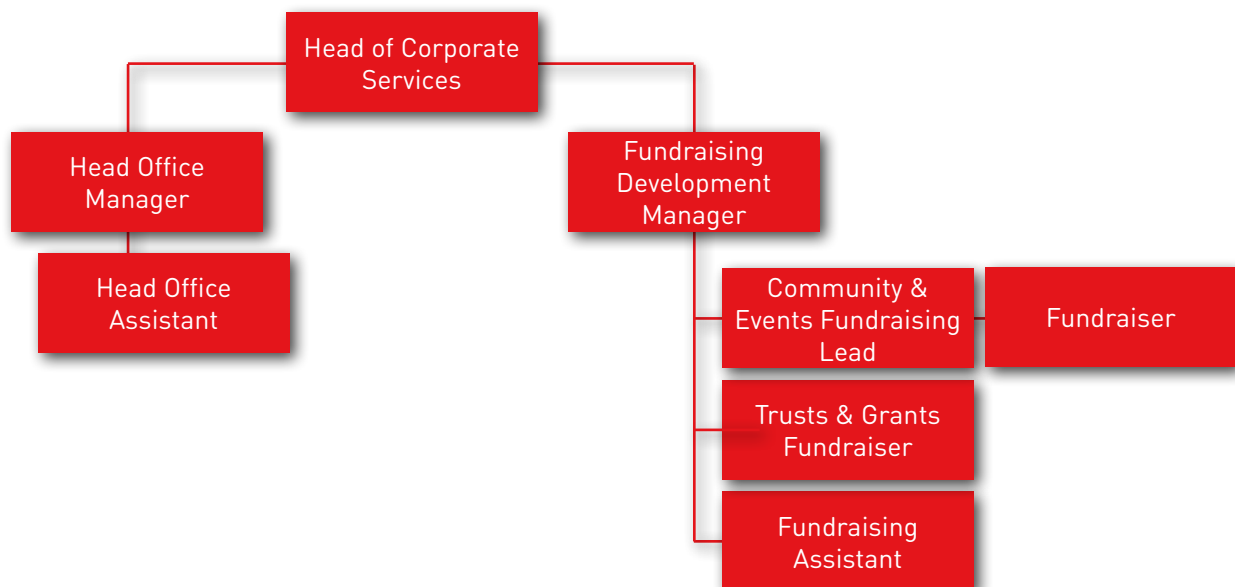 Head of Corporate
Services
Head Office
Manager
Fundraising
Development
Manager
Head Office
Assistant
Community &
Events Fundraising
Lead
Fundraiser
Trusts & Grants
Fundraiser
Fundraising
Assistant